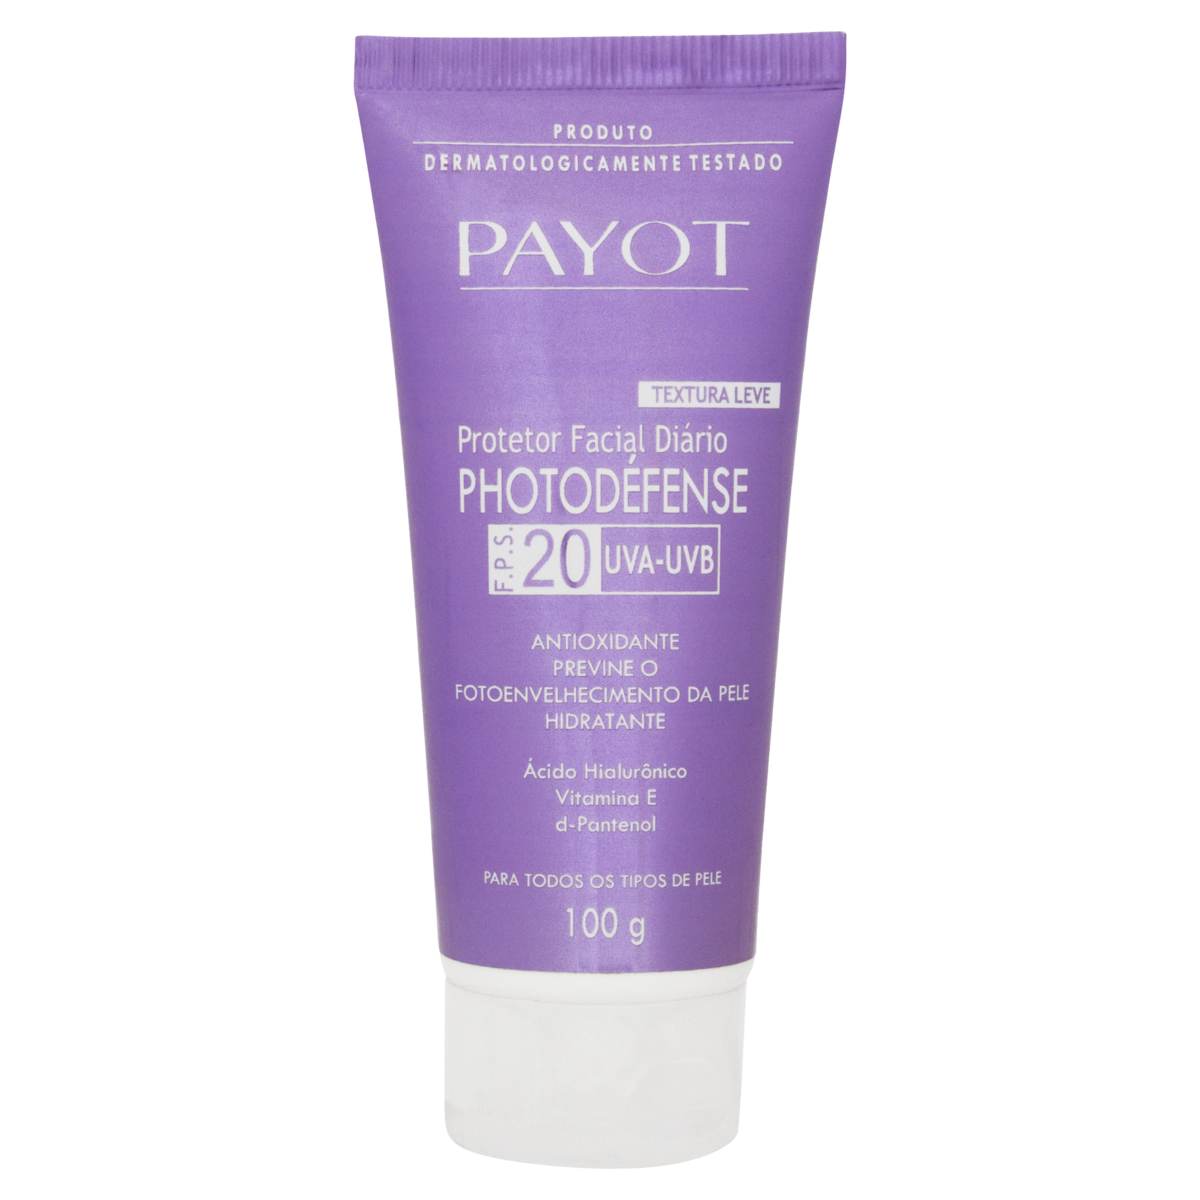 PRODUTO
DERMATOLOGICAMENTE TESTADO
PAYOT
TEXTURA LEVE
Protetor Facial Diário
PHOTODÉFENSE
F.P.S. 20 UVA-UVB
ANTIOXIDANTE
PREVINE O
FOTOENVELHECIMENTO DA PELE
HIDRATANTE
Ácido Hialurônico
Vitamina E
d-Pantenol
PARA TODOS OS TIPOS DE PELE
100 g